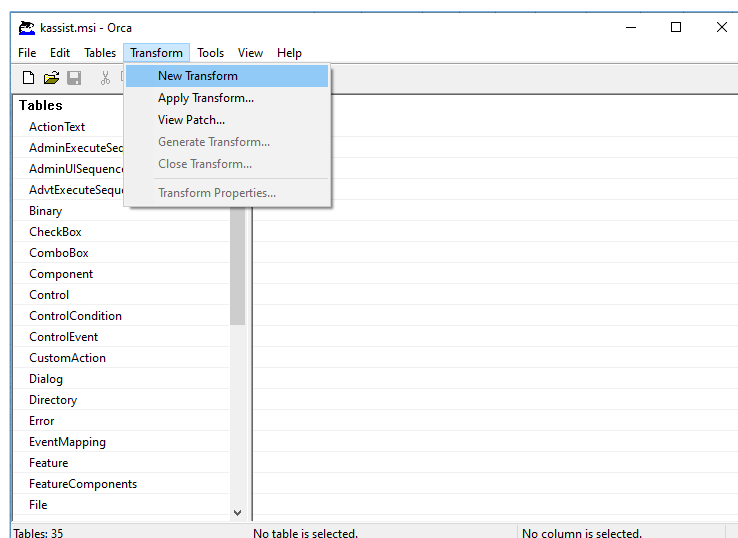 kassist.msi - Orca
File Edit Tables Transform Tools View Help
New Transform
Apply Transform...
View Patch...
Generate Transform...
Close Transform...
Transform Properties...
Tables
ActionText
AdminExecuteSeq
AdminUISequenc
AdvtExecuteSeque
Binary
CheckBox
ComboBox
Component
Control
ControlCondition
ControlEvent
CustomAction
Dialog
Directory
Error
EventMapping
Feature
FeatureComponents
File
Tables: 35 No table is selected. No column is selected.